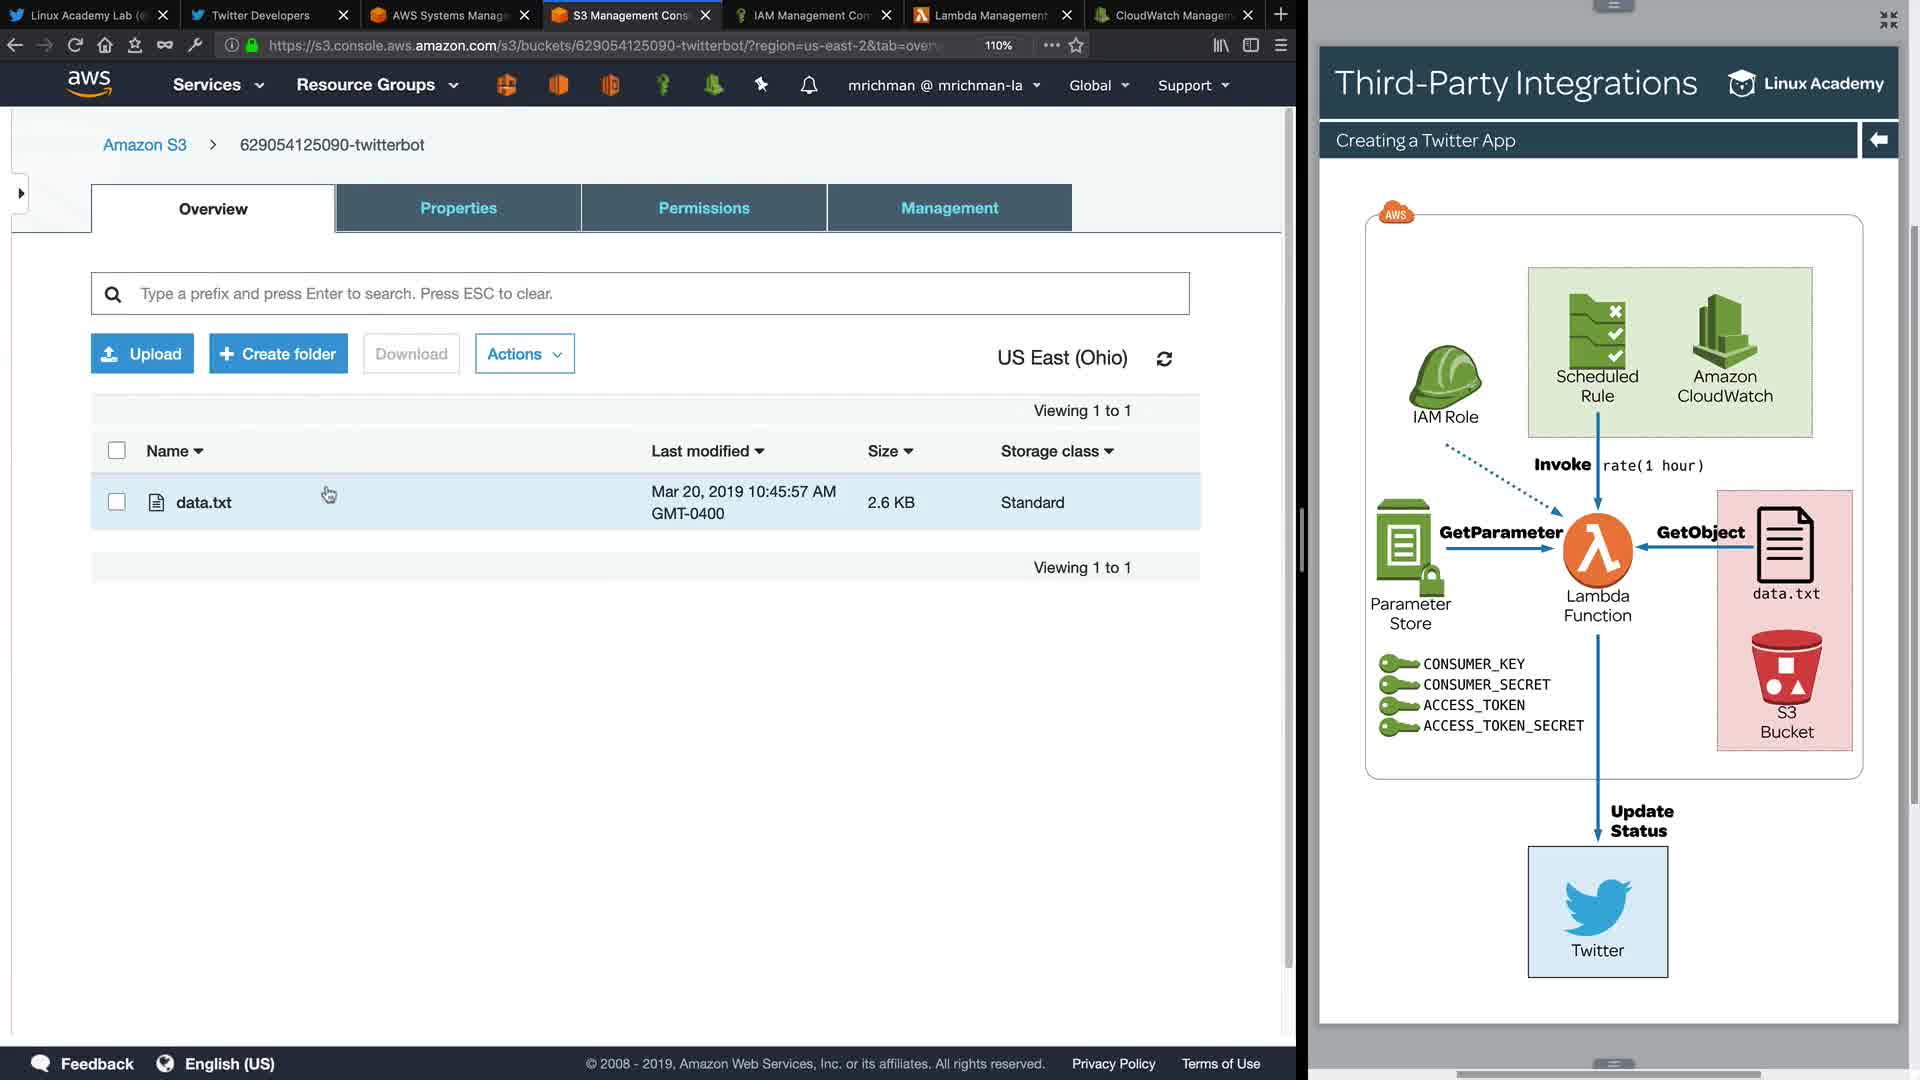 Linux Academy Lab (@
Twitter Developers
AWS Systems Manage
S3 Management Cons
IAM Management Con
Lambda Management
CloudWatch Managem
https://s3.console.aws.amazon.com/s3/buckets/629054125090-twitterbot/?region=us-east-2&tab=overv
110%
aws
Services
Resource Groups
mrichman @ mrichman-la
Global
Support
Amazon S3 > 629054125090-twitterbot
Overview
Properties
Permissions
Management
Type a prefix and press Enter to search. Press ESC to clear.
Upload
+ Create folder
Download
Actions
US East (Ohio)
Viewing 1 to 1
Name
Last modified
Size
Storage class
data.txt
Mar 20, 2019 10:45:57 AM
GMT-0400
2.6 KB
Standard
Viewing 1 to 1
Feedback
English (US)
© 2008 - 2019, Amazon Web Services, Inc. or its affiliates. All rights reserved.
Privacy Policy
Terms of Use
Third-Party Integrations
Linux Academy
Creating a Twitter App
AWS
Scheduled
Rule
Amazon
CloudWatch
IAM Role
Invoke
rate(1 hour)
GetParameter
GetObject
data.txt
Lambda
Function
Parameter
Store
CONSUMER_KEY
CONSUMER_SECRET
ACCESS_TOKEN
ACCESS_TOKEN_SECRET
S3
Bucket
Update
Status
Twitter